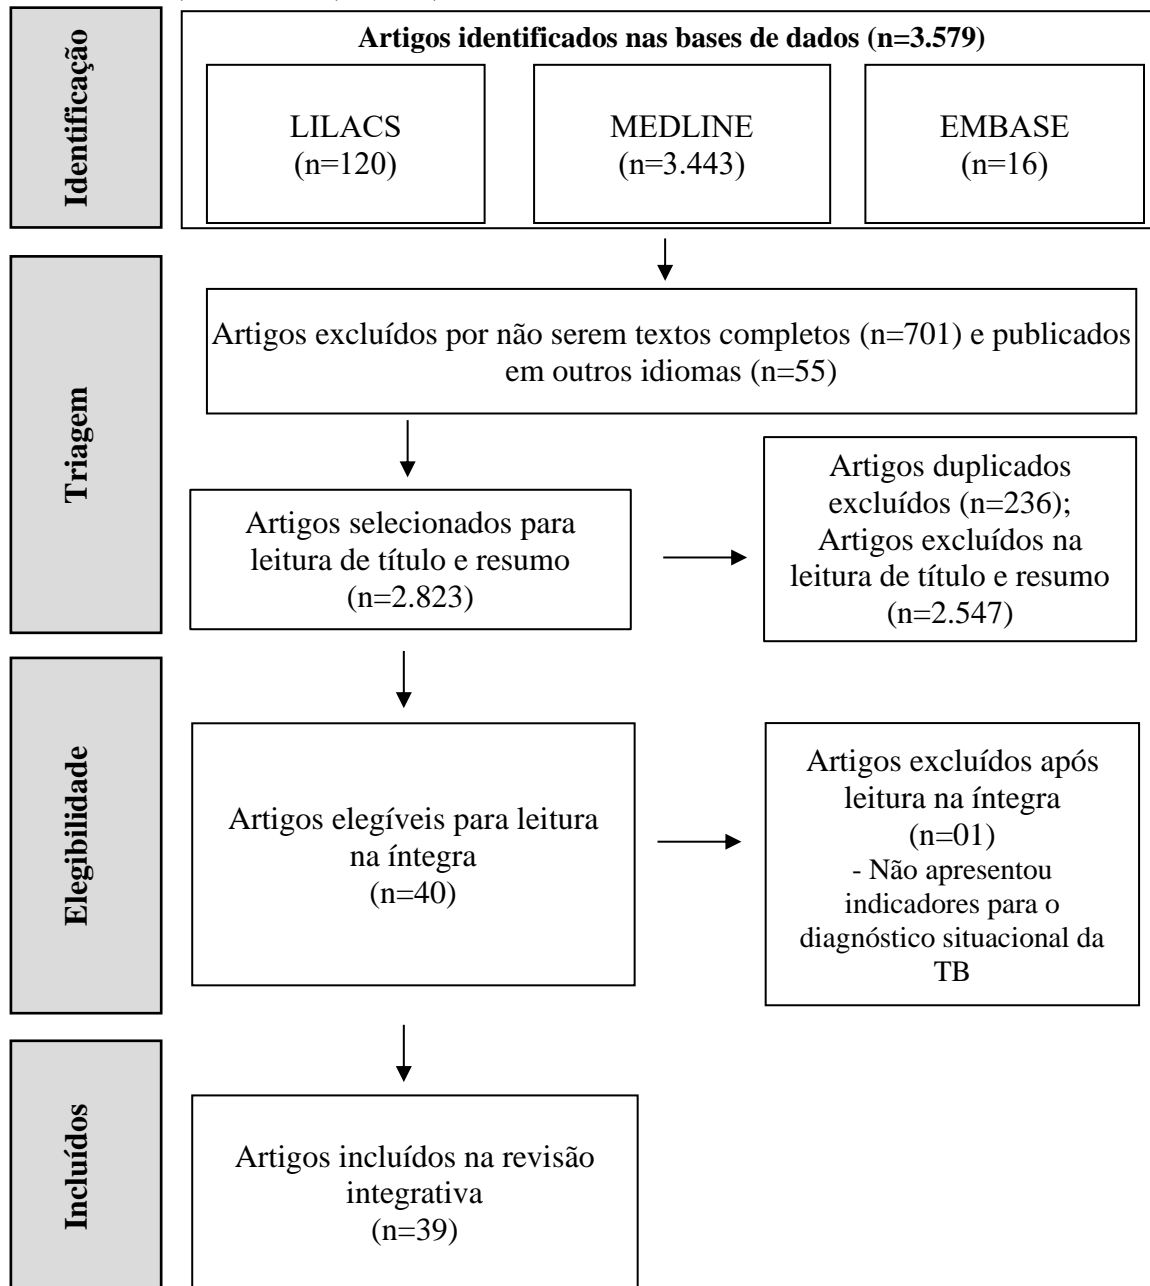 Identificação
Artigos identificados nas bases de dados (n=3.579)
LILACS
(n=120)
MEDLINE
(n=3.443)
EMBASE
(n=16)
Triagem
Artigos excluídos por não serem textos completos (n=701) e publicados
em outros idiomas (n=55)
Artigos selecionados para
leitura de título e resumo
(n=2.823)
Artigos duplicados
excluídos (n=236);
Artigos excluídos na
leitura de título e resumo
(n=2.547)
Elegibilidade
Artigos elegíveis para leitura
na íntegra
(n=40)
Artigos excluídos após
leitura na íntegra
(n=01)
- Não apresentou
indicadores para o
diagnóstico situacional da
TB
Incluídos
Artigos incluídos na revisão
integrativa
(n=39)